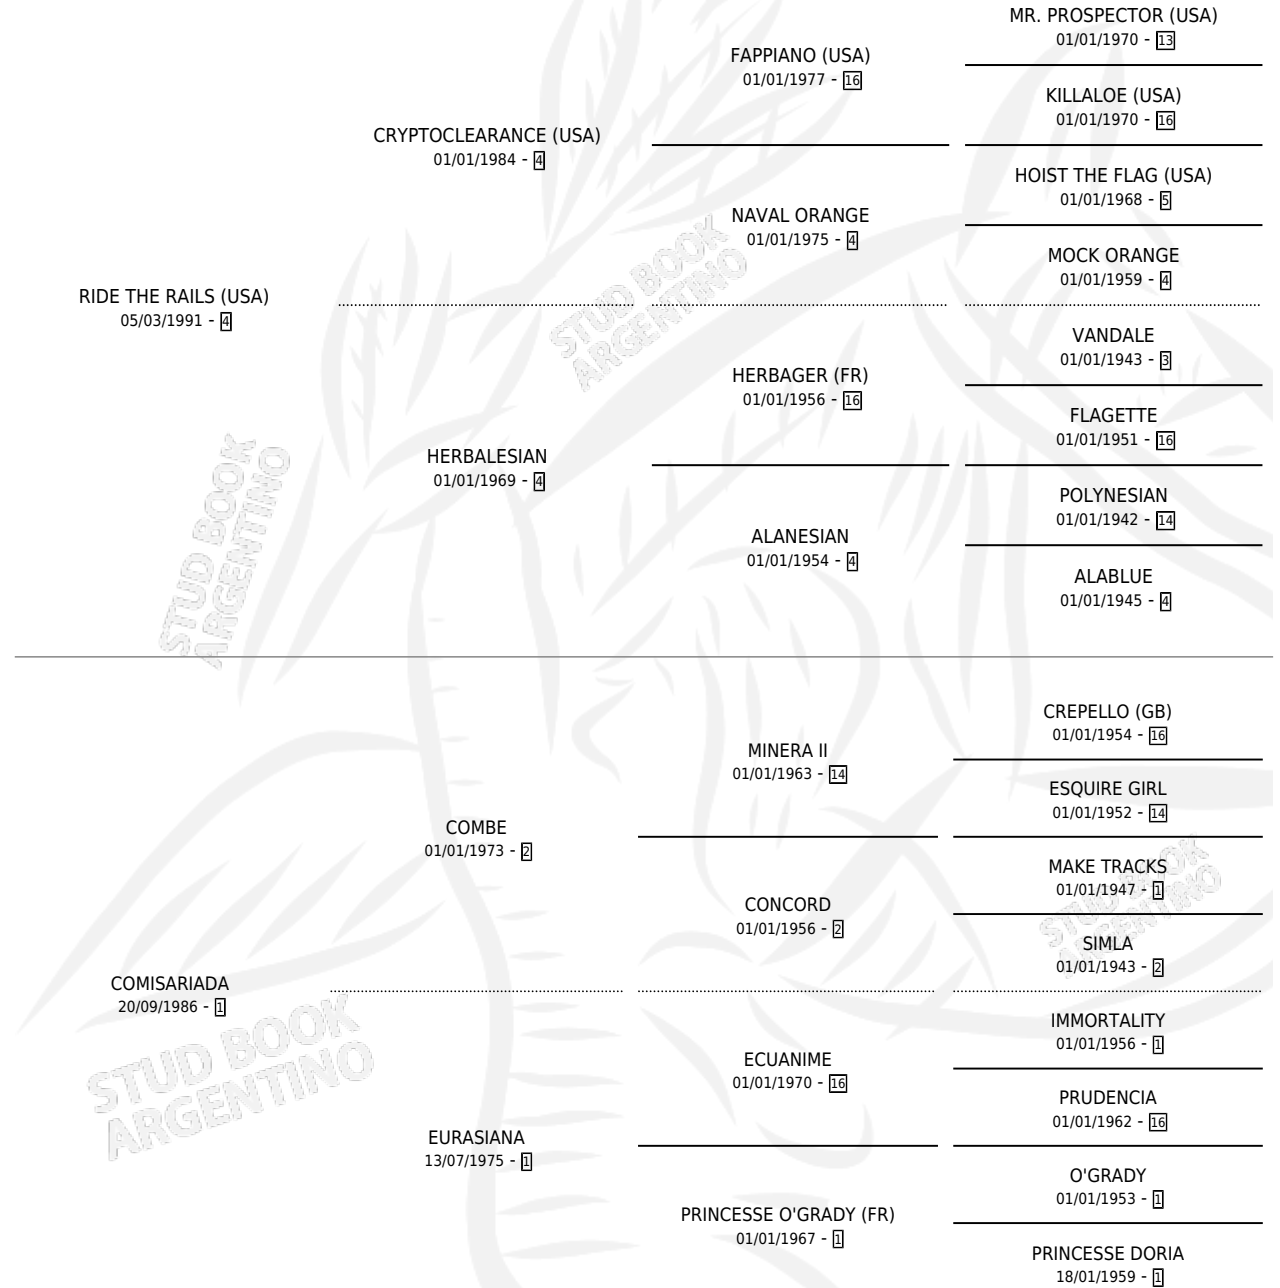 MR. PROSPECTOR (USA)
01/01/1970 - 13
FAPPIANO (USA)
01/01/1977 - 16
KILLALOE (USA)
01/01/1970 - 16
CRYPTOCLEARANCE (USA)
01/01/1984 - 4
HOIST THE FLAG (USA)
01/01/1968 - 5
NAVAL ORANGE
01/01/1975 - 4
MOCK ORANGE
01/01/1959 - 4
RIDE THE RAILS (USA)
05/03/1991 - 4
VANDALE
01/01/1943 - 3
HERBAGER (FR)
01/01/1956 - 16
FLAGETTE
01/01/1951 - 16
HERBALESIAN
01/01/1969 - 4
POLYNESIAN
01/01/1942 - 14
ALANESIAN
01/01/1954 - 4
ALABLUE
01/01/1945 - 4
CREPELLO (GB)
01/01/1954 - 16
MINERA II
01/01/1963 - 14
ESQUIRE GIRL
01/01/1952 - 14
COMBE
01/01/1973 - 2
MAKE TRACKS
01/01/1947 - 1
CONCORD
01/01/1956 - 2
SIMLA
01/01/1943 - 2
COMISARIADA
20/09/1986 - 1
IMMORTALITY
01/01/1956 - 1
ECUANIME
01/01/1970 - 16
PRUDENCIA
01/01/1962 - 16
EURASIANA
13/07/1975 - 1
O'GRADY
01/01/1953 - 1
PRINCESSE O'GRADY (FR)
01/01/1967 - 1
PRINCESSE DORIA
18/01/1959 - 1
STUD BOOK
ARGENTINO
STUD BOOK
ARGENTINO
STUD BOOK
ARGENTINO
STUD BOOK
ARGENTINO